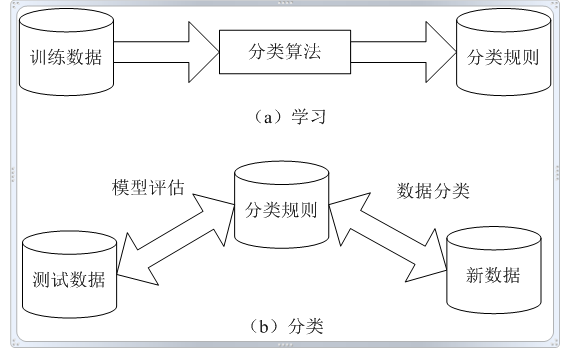 训练数据
分类算法
分类规则
（a）学习
模型评估
分类规则
数据分类
测试数据
新数据
（b）分类